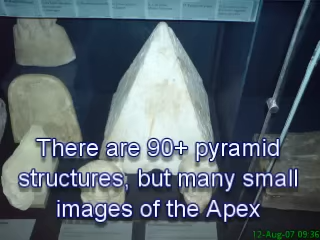 There are 90+ pyramid
structures, but many small
images of the Apex
12-Aug-07 09:36